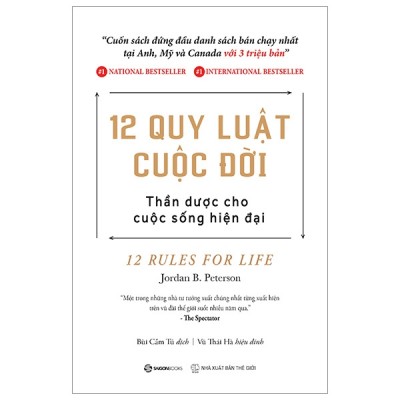 “Cuốn sách đứng đầu danh sách bán chạy nhất
tại Anh, Mỹ và Canada với 3 triệu bản”
#1 NATIONAL BESTSELLER #1 INTERNATIONAL BESTSELLER
12 QUY LUẬT
CUỘC ĐỜI
Thần dược cho
cuộc sống hiện đại
12 RULES FOR LIFE
Jordan B. Peterson
“Một trong những nhà tư tưởng xuất chúng nhất từng xuất hiện
trên vũ đài thế giới suốt nhiều năm qua.”
- The Spectator
Bùi Cẩm Tú dịch | Vũ Thái Hà hiệu đính
SAIGONBOOKS NHÀ XUẤT BẢN THẾ GIỚI